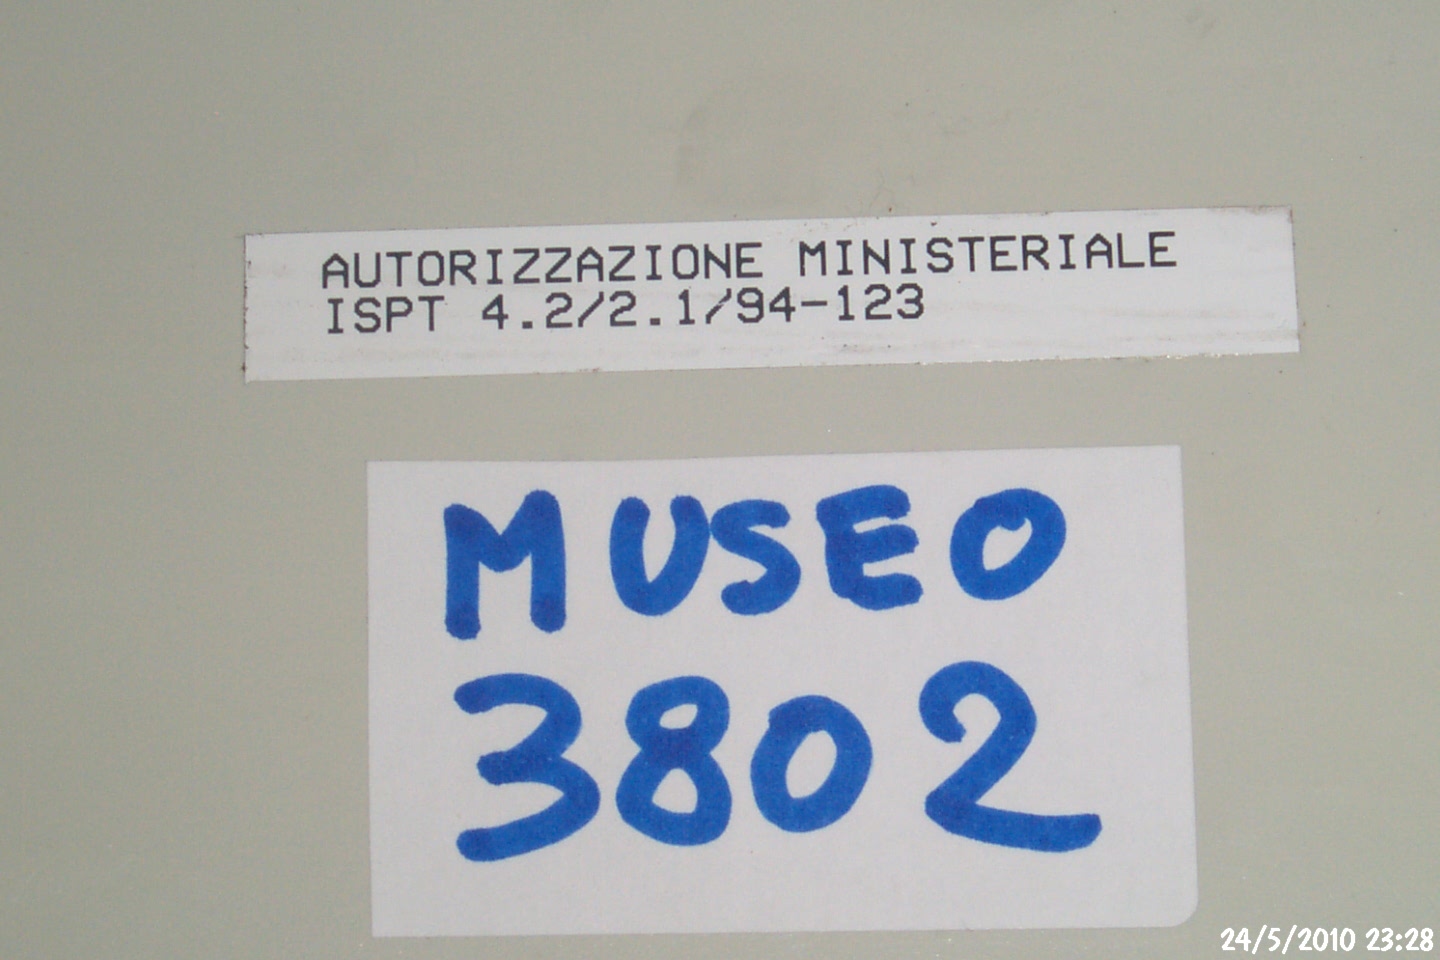 AUTORIZZAZIONE MINISTERIALE
ISPT 4.2/2.1/94-123
MUSEO
3802
24/5/2010 23:28